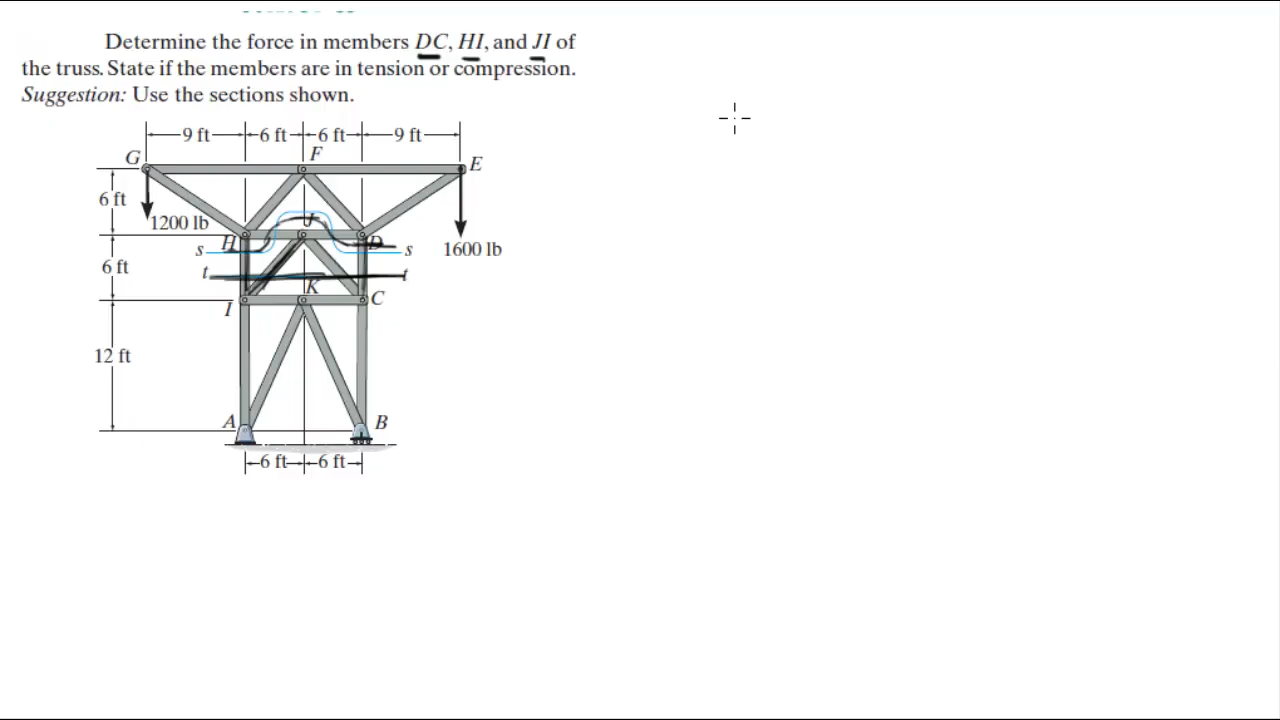 Determine the force in members DC, HI, and JI of
the truss. State if the members are in tension or compression.
Suggestion: Use the sections shown.
9 ft 6 ft 6 ft 9 ft
G F E
6 ft
1200 lb J
H D
s s 1600 lb
6 ft t t
K
I C
12 ft
A B
6 ft 6 ft